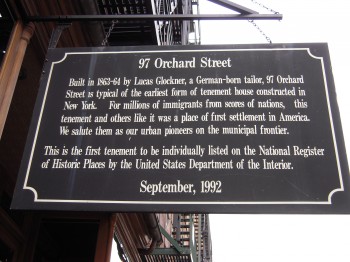 97 Orchard Street
Built in 1863-64 by Lucas Glockner, a German-born tailor, 97 Orchard
Street is typical of the earliest form of tenement house constructed in
New York. For millions of immigrants from scores of nations, this
tenement and others like it was a place of first settlement in America.
We salute them as our urban pioneers on the municipal frontier.
This is the first tenement to be individually listed on the National Register
of Historic Places by the United States Department of the Interior.
September, 1992